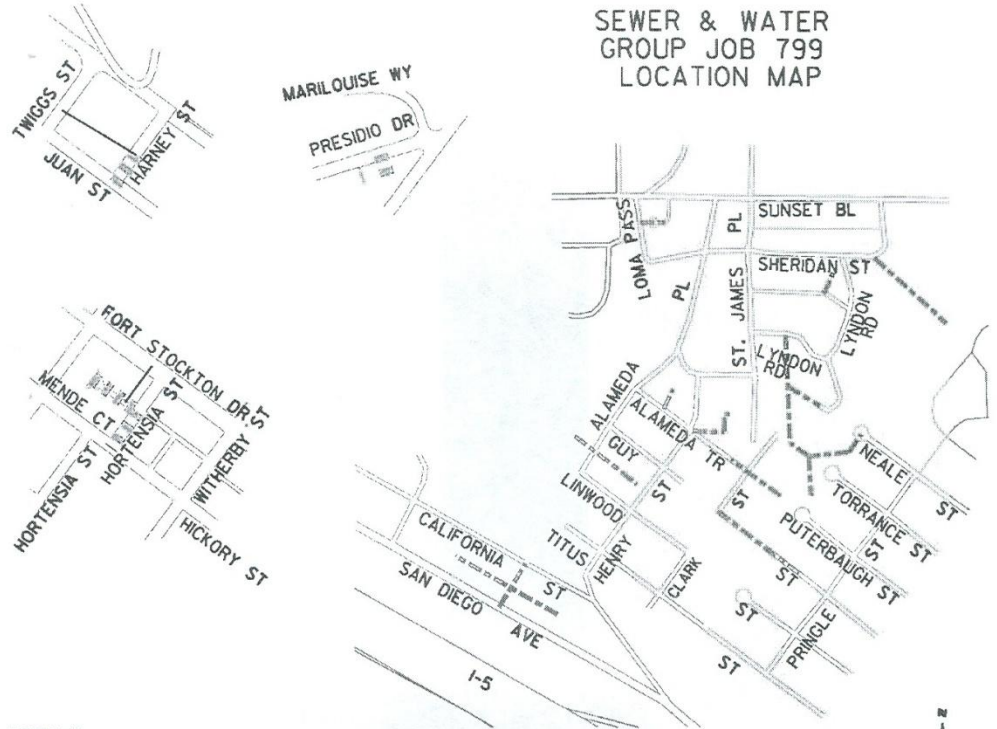 SEWER & WATER
GROUP JOB 799
LOCATION MAP
TWIGGS ST
HARNEY ST
JUAN ST
MARILOUISE WY
PRESIDIO DR
SUNSET BL
LOMA PASS
PL
PL
SHERIDAN ST
ST. JAMES
LYNDON
RD
LYNDON
RD
FORT STOCKTON DR
MENDE CT
HORTENSIA ST
HORTENSIA ST
WITHERBY ST
HICKORY ST
ALAMEDA
ALAMEDA TR
GUY
ST
LINWOOD
ST
NEALE
ST
TORRANCE ST
PUTERBAUGH ST
ST
CALIFORNIA
ST
TITUS
HENRY
CLARK
ST
ST
SAN DIEGO
AVE
PRINGLE
ST
I-5
N